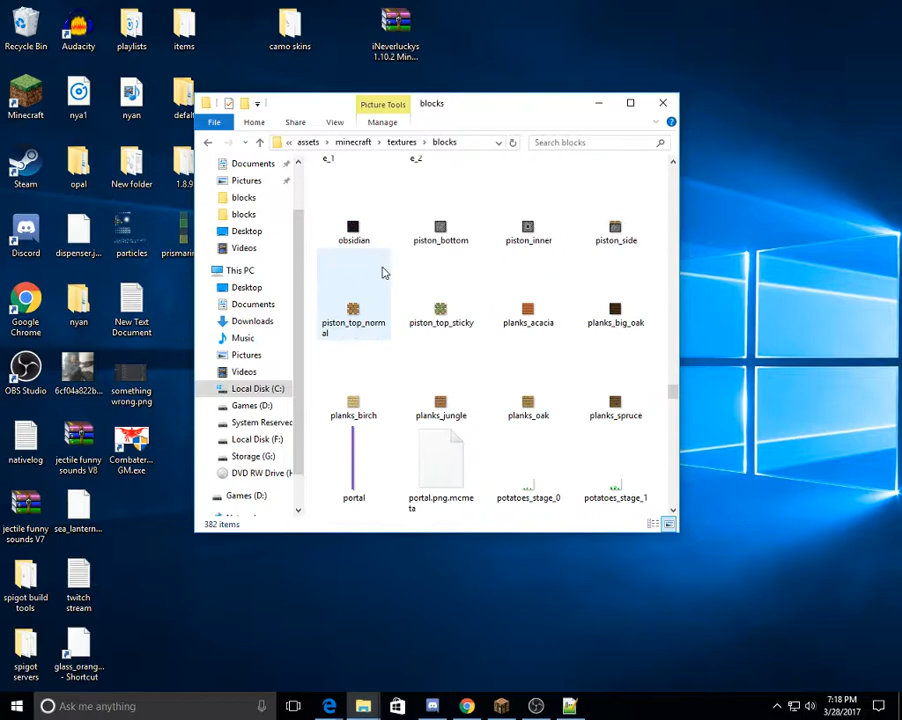 Recycle Bin
Audacity
playlists
items
camo skins
iNeverluckys
1.10.2 Min...
Minecraft
nya1
nyan
Steam
opal
New folder
1.8.9
Discord
dispenser.j...
particles
Google
Chrome
nyan
New Text
Document
OBS Studio
6cf04a822b...
something
wrong.png
nativelog
jectile funny
sounds V8
Combater...
GM.exe
jectile funny
sounds V7
sea_lantern...
spigot build
tools
twitch
stream
spigot
servers
glass_orang...
- Shortcut
Picture Tools
blocks
File
Home
Share
View
Manage
« assets > minecraft > textures > blocks
Search blocks
Documents
Pictures
blocks
blocks
Desktop
Videos
This PC
Desktop
Documents
Downloads
Music
Pictures
Videos
Local Disk (C:)
Games (D:)
System Reserved
Local Disk (F:)
Storage (G:)
DVD RW Drive (H
Games (D:)
e_1
e_2
obsidian
piston_bottom
piston_inner
piston_side
piston_top_norm
al
piston_top_sticky
planks_acacia
planks_big_oak
planks_birch
planks_jungle
planks_oak
planks_spruce
portal
portal.png.mcme
ta
potatoes_stage_0
potatoes_stage_1
382 items
Ask me anything
7:18 PM
3/28/2017